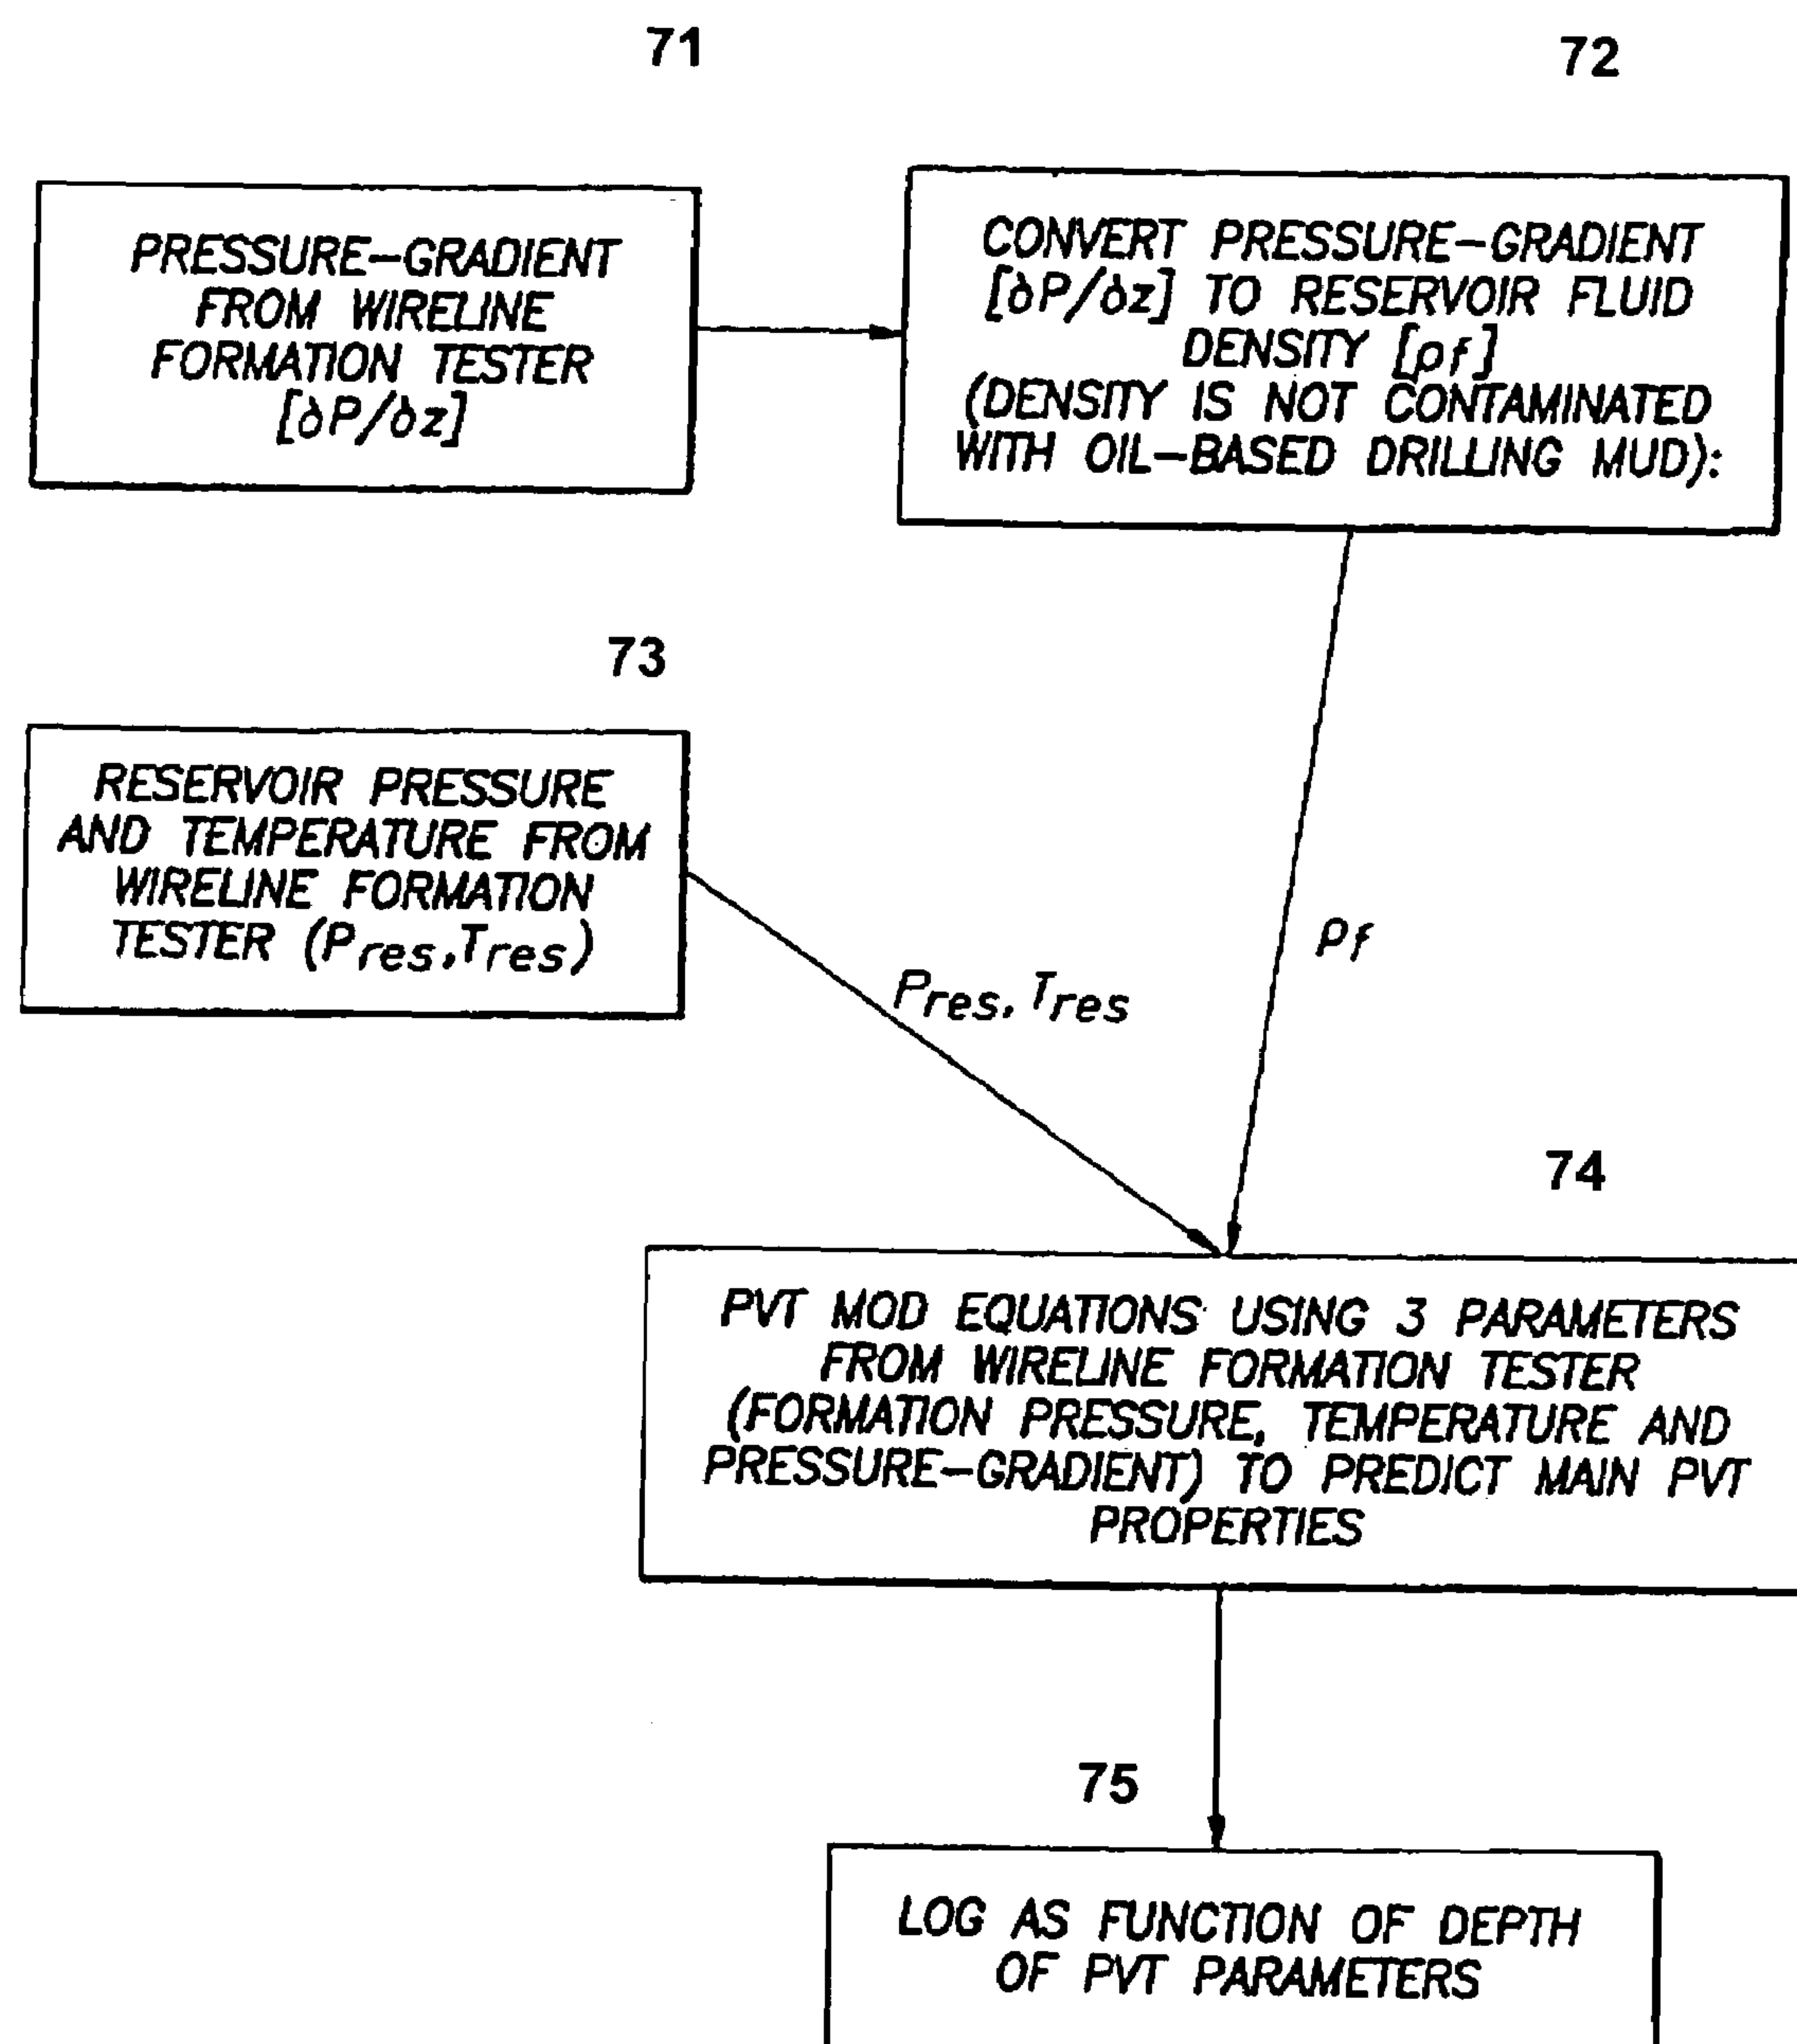 71
72
PRESSURE-GRADIENT
FROM WIRELINE
FORMATION TESTER
[∂P/∂z]
CONVERT PRESSURE-GRADIENT
[∂P/∂z] TO RESERVOIR FLUID
DENSITY [ρf]
(DENSITY IS NOT CONTAMINATED
WITH OIL-BASED DRILLING MUD):
73
RESERVOIR PRESSURE
AND TEMPERATURE FROM
WIRELINE FORMATION
TESTER (Pres,Tres)
ρf
Pres, Tres
74
PVT MOD EQUATIONS USING 3 PARAMETERS
FROM WIRELINE FORMATION TESTER
(FORMATION PRESSURE, TEMPERATURE AND
PRESSURE-GRADIENT) TO PREDICT MAIN PVT
PROPERTIES
75
LOG AS FUNCTION OF DEPTH
OF PVT PARAMETERS